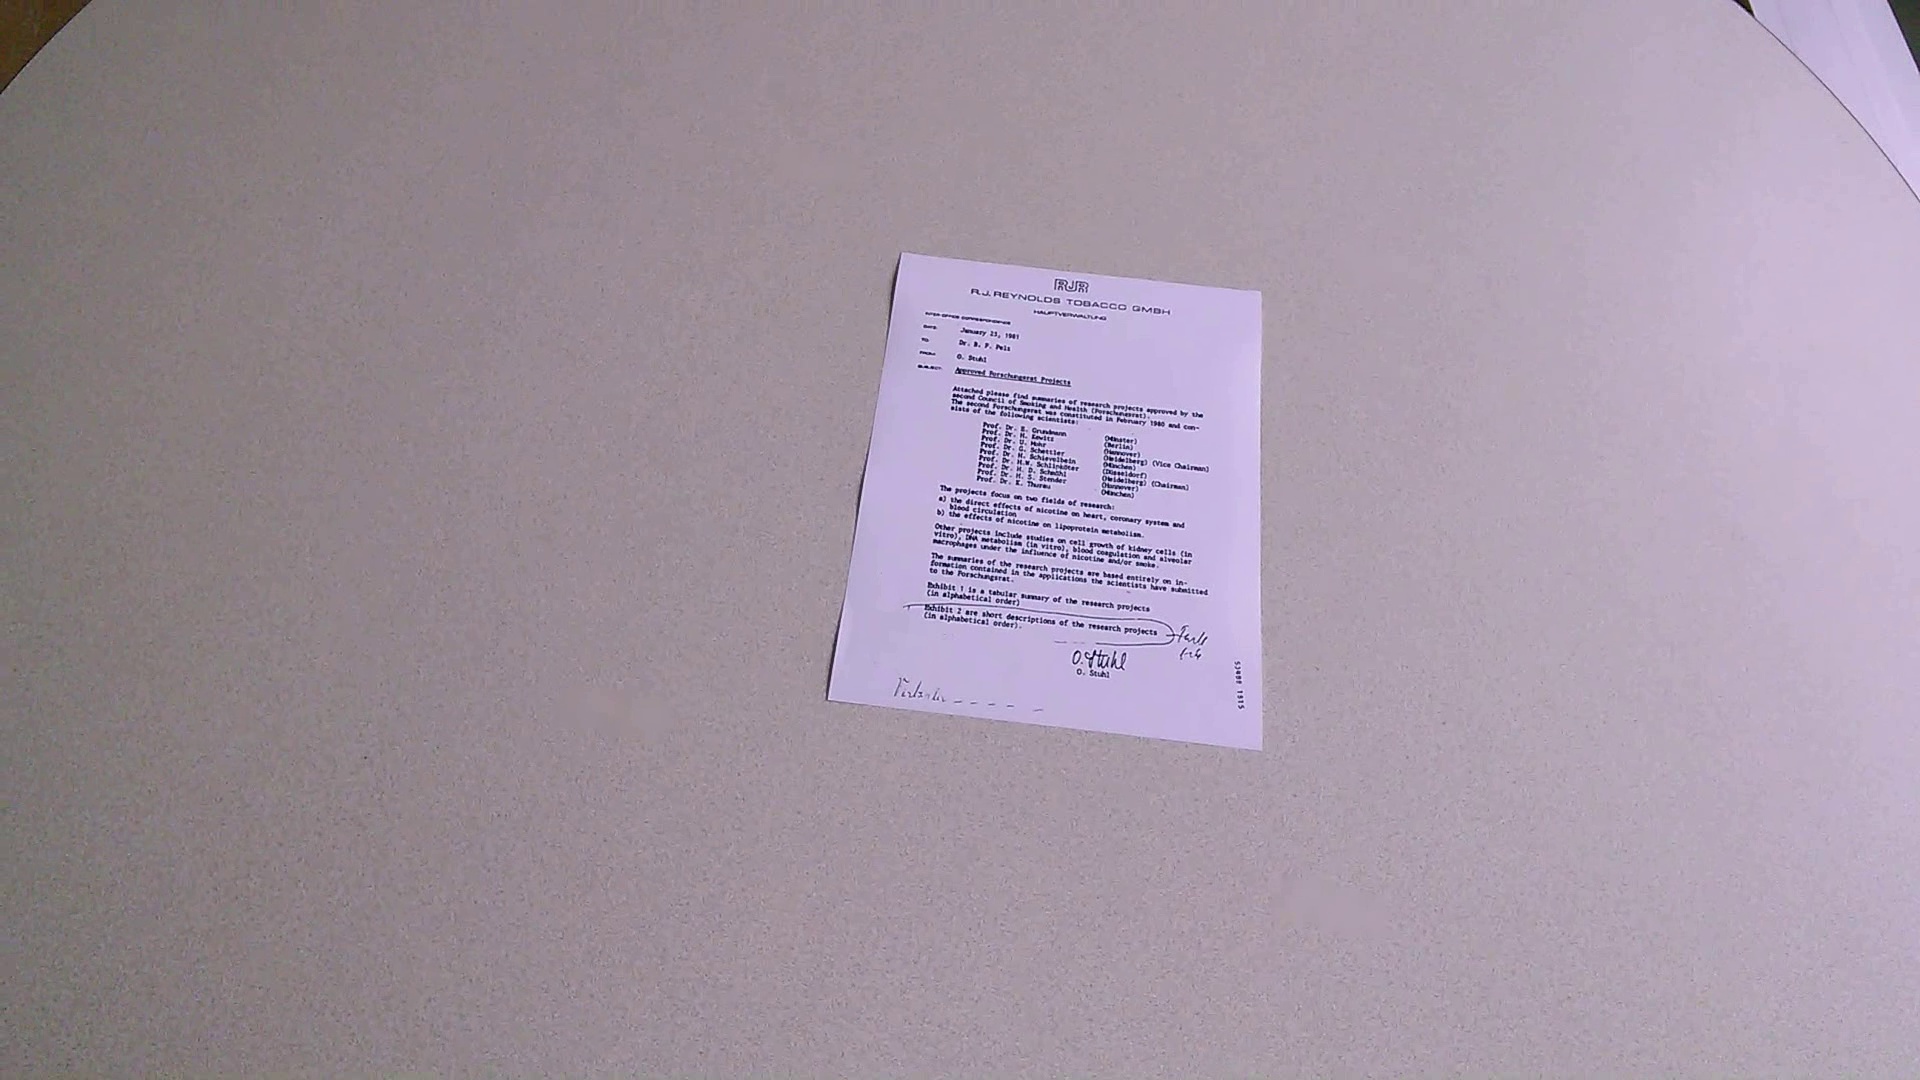 RJR
R.J. REYNOLDS TOBACCO GMBH
HAUPTVERWALTUNG
INTER-OFFICE CORRESPONDENCE
DATE: January 23, 1981
TO: Dr. B. F. Pelz
FROM: O. Stuhl
SUBJECT: Approved Forschungsrat Projects
Attached please find summaries of research projects approved by the
second Council of Smoking and Health (Forschungsrat).
The second Forschungsrat was constituted in February 1980 and con-
sists of the following scientists:
Prof. Dr. E. Grundmann (Münster)
Prof. Dr. H. Kewitz (Berlin)
Prof. Dr. U. Mohr (Hannover)
Prof. Dr. G. Schettler (Heidelberg) (Vice Chairman)
Prof. Dr. H. Schievelbein (München)
Prof. Dr. H.W. Schlipköter (Düsseldorf)
Prof. Dr. H. D. Schmähl (Heidelberg) (Chairman)
Prof. Dr. H. S. Stender (Hannover)
Prof. Dr. K. Thurau (München)
The projects focus on two fields of research:
a) the direct effects of nicotine on heart, coronary system and
blood circulation
b) the effects of nicotine on lipoprotein metabolism.
Other projects include studies on cell growth of kidney cells (in
vitro), DNA metabolism (in vitro), blood coagulation and alveolar
macrophages under the influence of nicotine and/or smoke.
The summaries of the research projects are based entirely on in-
formation contained in the applications the scientists have submitted
to the Forschungsrat.
Exhibit 1 is a tabular summary of the research projects
(in alphabetical order)
Exhibit 2 are short descriptions of the research projects
(in alphabetical order).
O. Stuhl
O. Stuhl